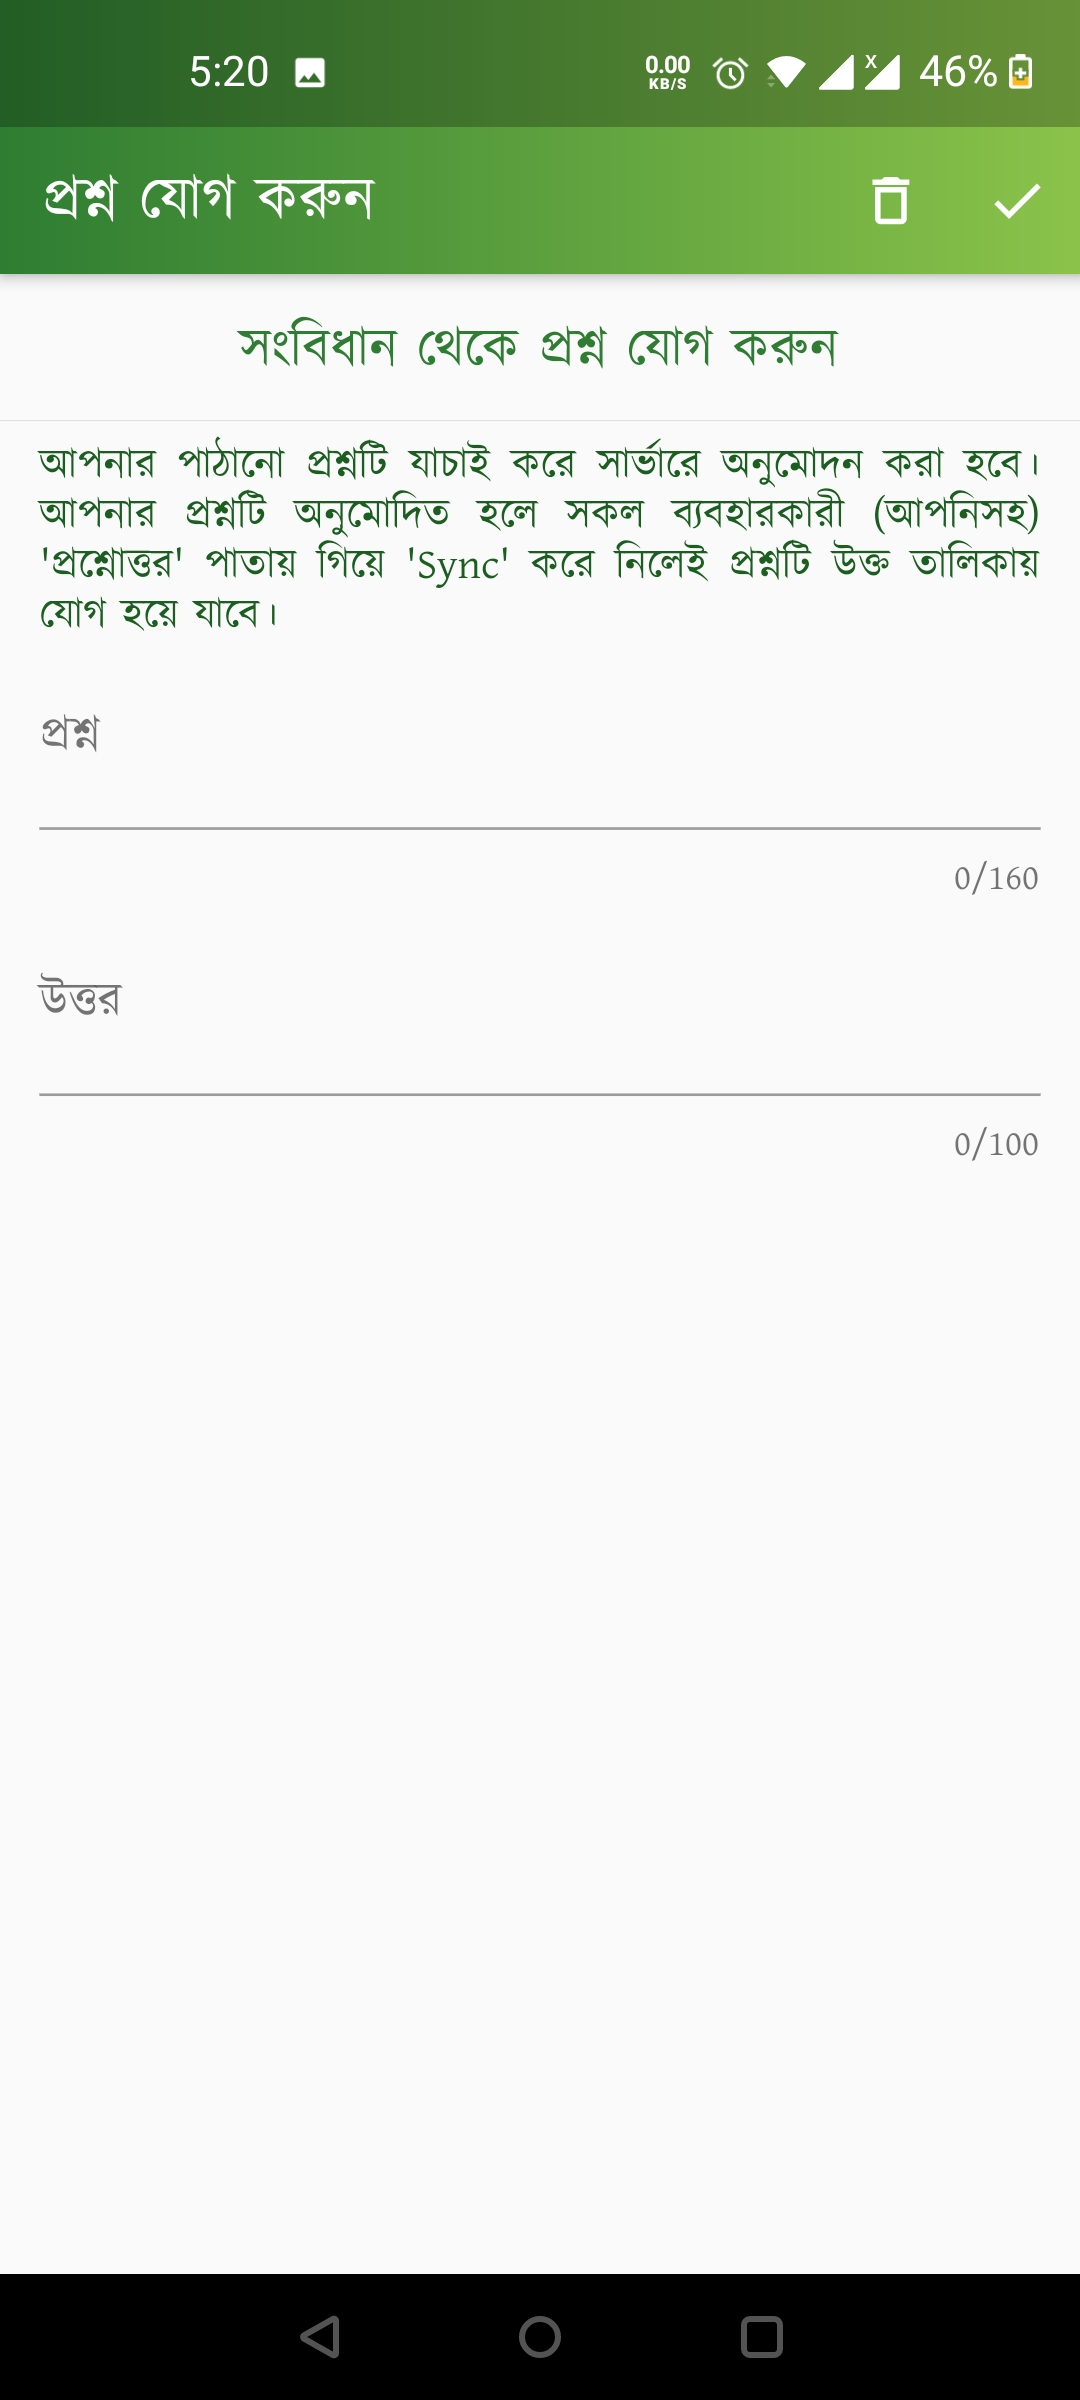 5:20
0.00
KB/S
X
46%
প্রশ্ন যোগ করুন
সংবিধান থেকে প্রশ্ন যোগ করুন
আপনার পাঠানো প্রশ্নটি যাচাই করে সার্ভারে অনুমোদন করা হবে।
আপনার প্রশ্নটি অনুমোদিত হলে সকল ব্যবহারকারী (আপনিসহ)
'প্রশ্নোত্তর' পাতায় গিয়ে 'Sync' করে নিলেই প্রশ্নটি উক্ত তালিকায়
যোগ হয়ে যাবে।
প্রশ্ন
0/160
উত্তর
0/100